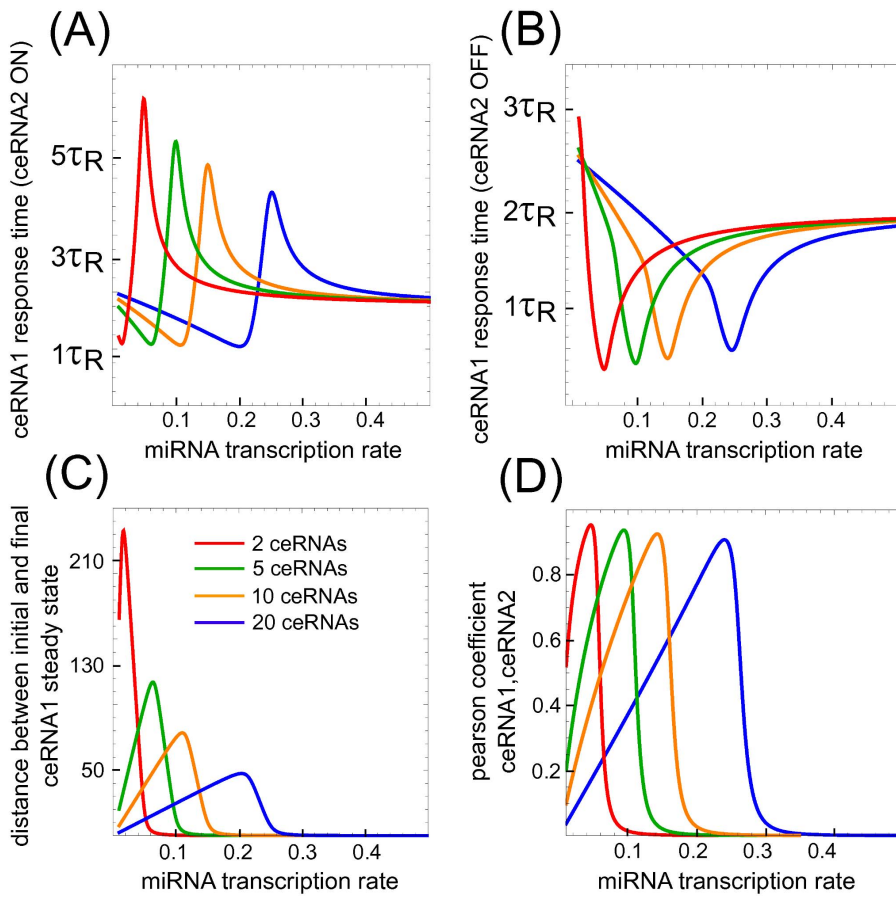 (A)
ceRNA1 response time (ceRNA2 ON)
5τR
3τR
1τR
0.1 0.2 0.3 0.4
miRNA transcription rate
(B)
ceRNA1 response time (ceRNA2 OFF)
3τR
2τR
1τR
0.1 0.2 0.3 0.4
miRNA transcription rate
(C)
distance between initial and final
ceRNA1 steady state
210
130
50
2 ceRNAs
5 ceRNAs
10 ceRNAs
20 ceRNAs
0.1 0.2 0.3 0.4
miRNA transcription rate
(D)
pearson coefficient
ceRNA1,ceRNA2
0.8
0.6
0.4
0.2
0.1 0.2 0.3 0.4
miRNA transcription rate